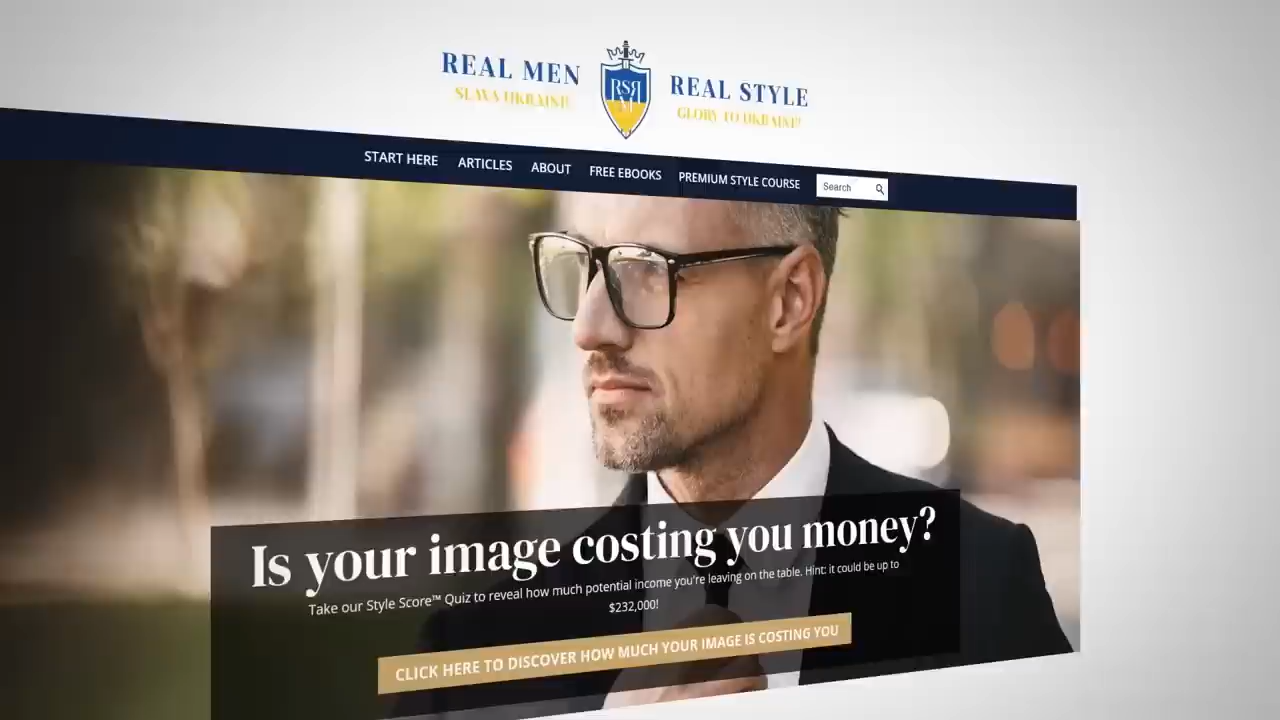 REAL MEN
SLAVA UKRAINI!
RSR
M
REAL STYLE
GLORY TO UKRAINE!
START HERE ARTICLES ABOUT FREE EBOOKS PREMIUM STYLE COURSE Search
Is your image costing you money?
Take our Style Score™ Quiz to reveal how much potential income you're leaving on the table. Hint: it could be up to
$232,000!
CLICK HERE TO DISCOVER HOW MUCH YOUR IMAGE IS COSTING YOU